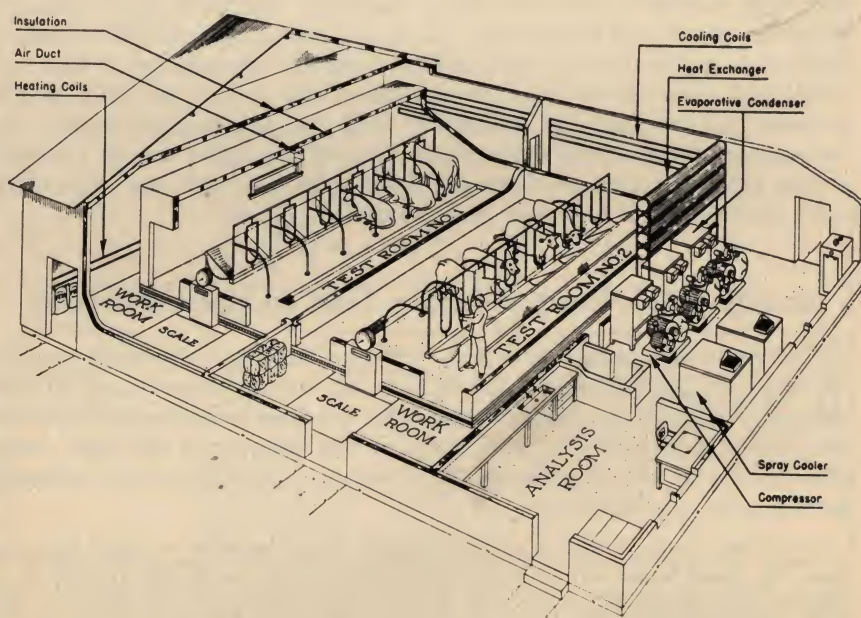 Insulation
Air Duct
Heating Coils
Cooling Coils
Heat Exchanger
Evaporative Condenser
TEST ROOM NO.1
TEST ROOM NO.2
WORK
ROOM
SCALE
SCALE
WORK
ROOM
ANALYSIS
ROOM
Spray Cooler
Compressor